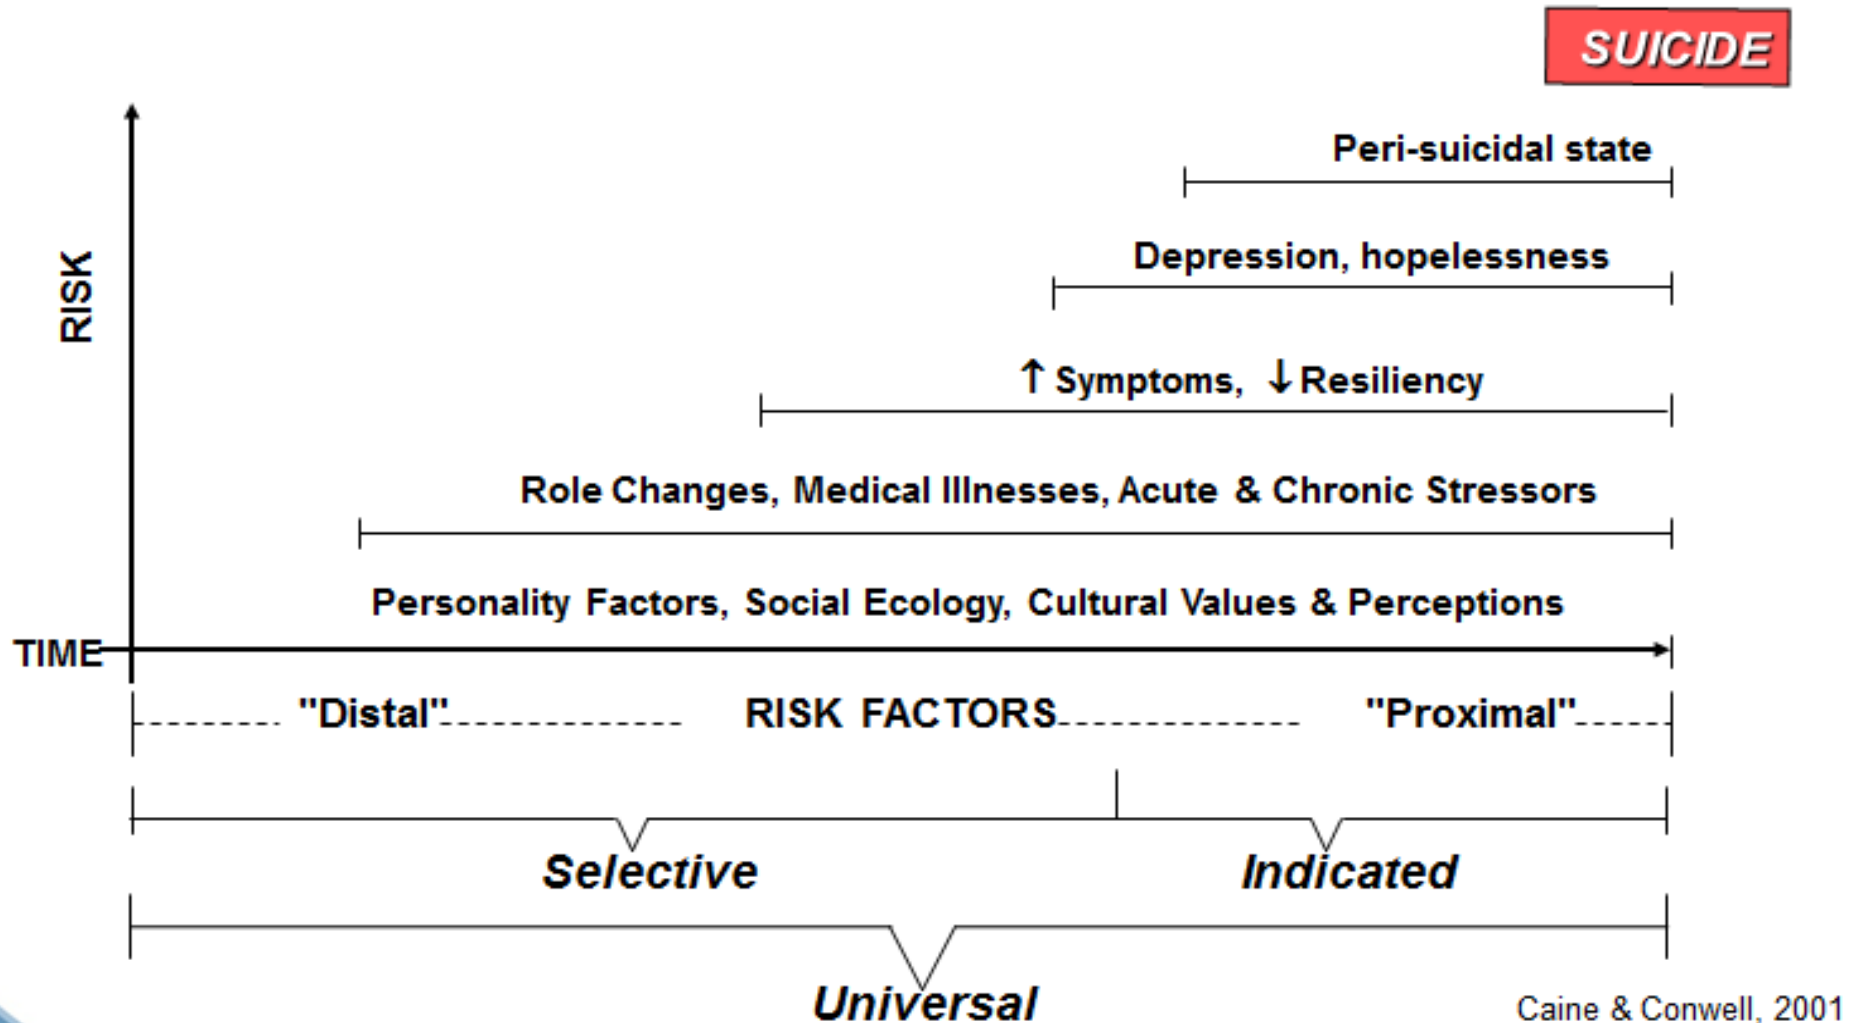 SUICIDE
Peri-suicidal state
Depression, hopelessness
RISK
↑ Symptoms, ↓ Resiliency
Role Changes, Medical Illnesses, Acute & Chronic Stressors
Personality Factors, Social Ecology, Cultural Values & Perceptions
TIME
"Distal" RISK FACTORS "Proximal"
Selective Indicated
Universal
Caine & Conwell, 2001